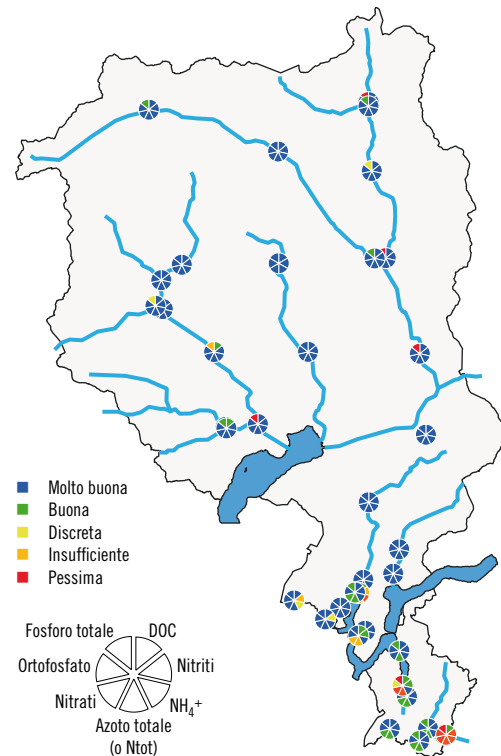 Molto buona
Buona
Discreta
Insufficiente
Pessima
Fosforo totale
DOC
Ortofosfato
Nitriti
Nitrati
NH₄⁺
Azoto totale
(o Ntot)